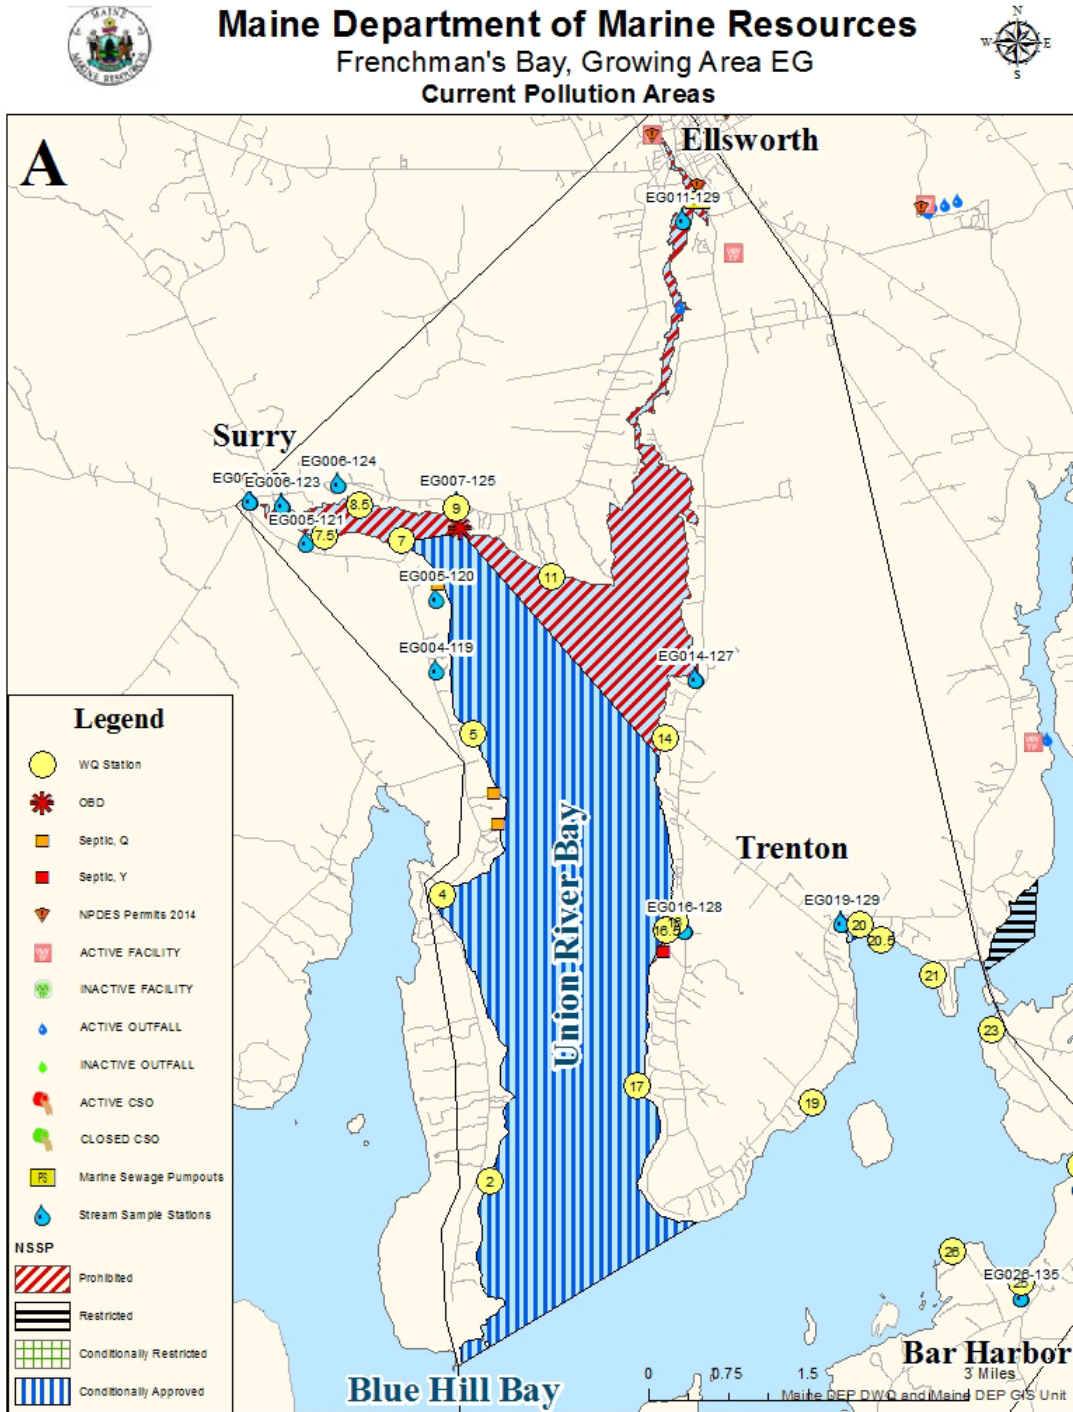 Maine Department of Marine Resources
Frenchman's Bay, Growing Area EG
Current Pollution Areas
MAINE
MARINE RESOURCES
N
W
E
S
A
Ellsworth
EG011-129
Surry
EG006-124
EG006-123
EG007-125
8.5
9
EG005-121
7.5
7
11
EG005-120
EG004-119
EG014-127
5
14
Legend
WQ Station
OBD
Septic, Q
Septic, Y
NPDES Permits 2014
ACTIVE FACILITY
INACTIVE FACILITY
ACTIVE OUTFALL
INACTIVE OUTFALL
ACTIVE CSO
CLOSED CSO
PS
Marine Sewage Pumpouts
Stream Sample Stations
NSSP
Prohibited
Restricted
Conditionally Restricted
Conditionally Approved
Union River Bay
Trenton
4
EG016-128
16.5
EG019-129
20
20.5
21
23
17
19
2
26
EG026-135
25
Bar Harbor
0 0.75 1.5 3 Miles
Maine DEP DWQ and Maine DEP GIS Unit
Blue Hill Bay